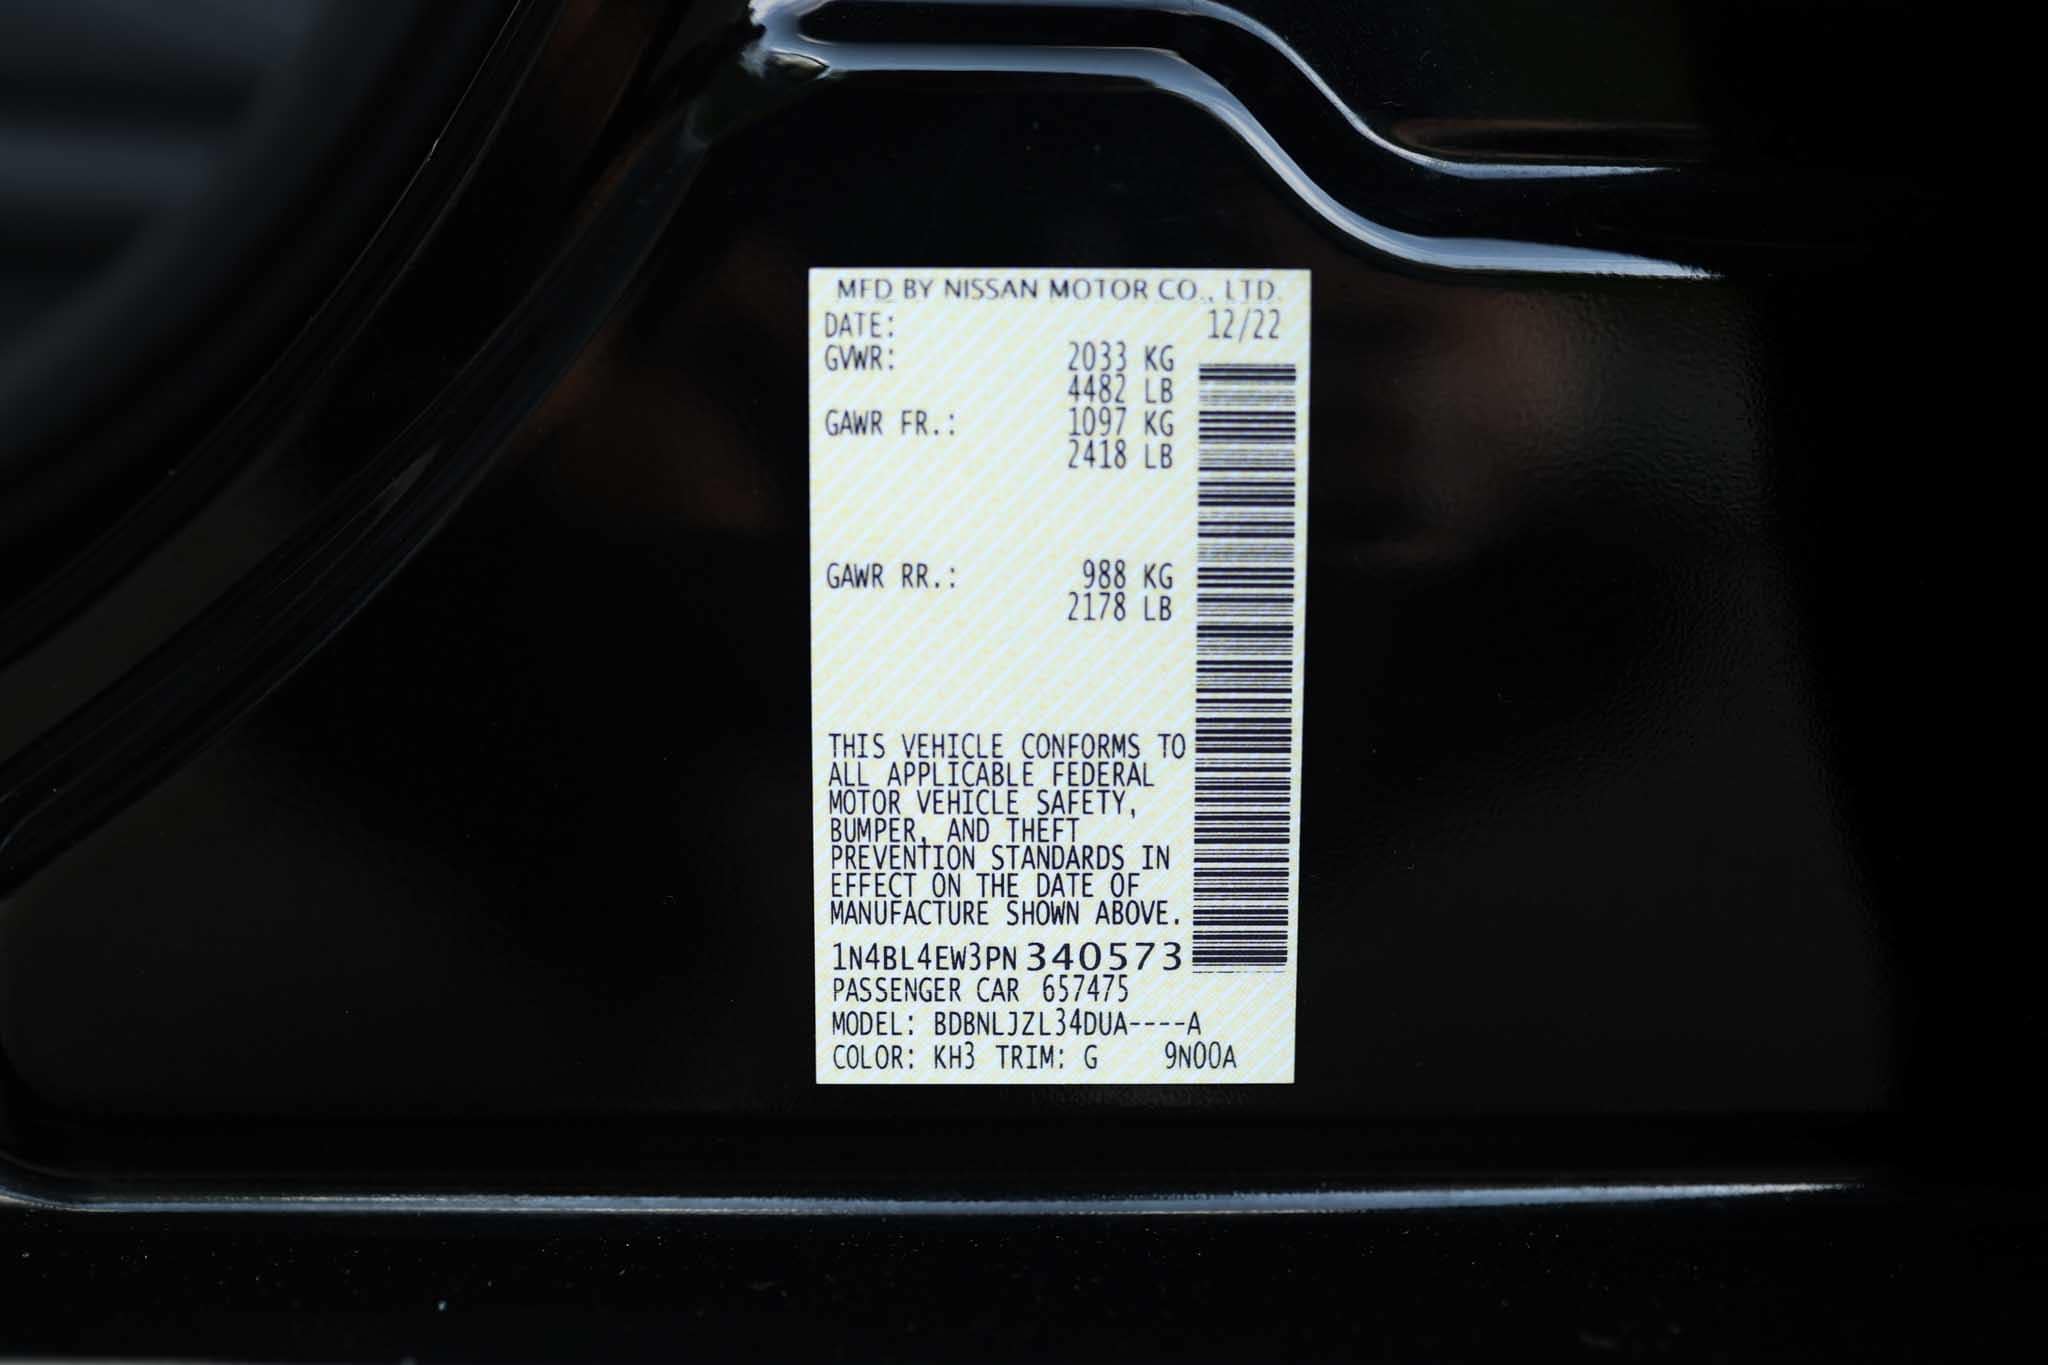 MFD BY NISSAN MOTOR CO., LTD.
DATE: 12/22
GVWR: 2033 KG
4482 LB
GAWR FR.: 1097 KG
2418 LB
GAWR RR.: 988 KG
2178 LB
THIS VEHICLE CONFORMS TO
ALL APPLICABLE FEDERAL
MOTOR VEHICLE SAFETY,
BUMPER, AND THEFT
PREVENTION STANDARDS IN
EFFECT ON THE DATE OF
MANUFACTURE SHOWN ABOVE.
1N4BL4EW3PN340573
PASSENGER CAR 657475
MODEL: BDBNLJZL34DUA----A
COLOR: KH3 TRIM: G 9N00A